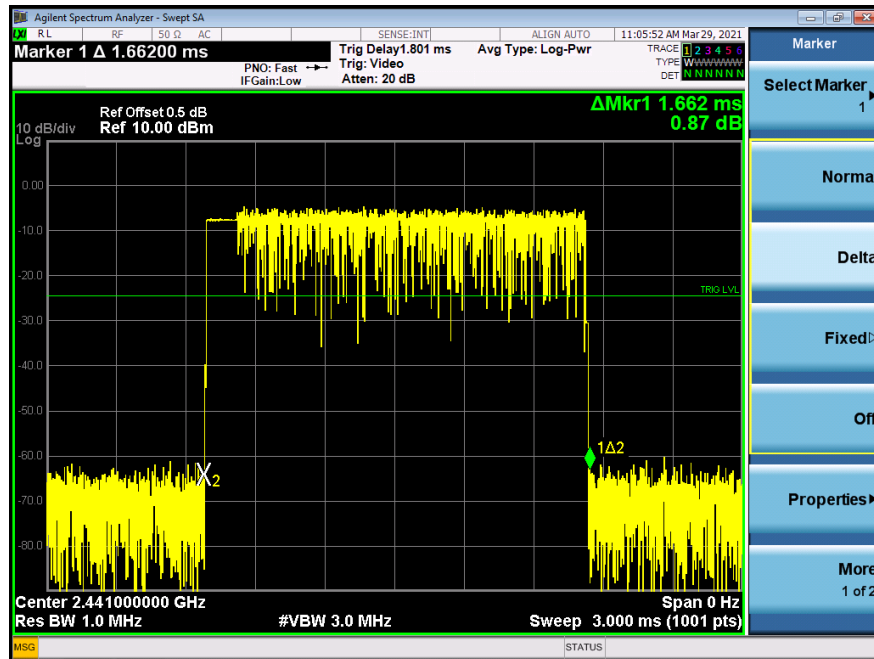 Agilent Spectrum Analyzer - Swept SA
LXI RL RF 50 Ω AC SENSE:INT ALIGN AUTO 11:05:52 AM Mar 29, 2021
Marker 1 Δ 1.66200 ms
PNO: Fast
IFGain:Low
Trig Delay1.801 ms
Trig: Video
Atten: 20 dB
Avg Type: Log-Pwr
TRACE 1 2 3 4 5 6
TYPE W
DET N N N N N N
ΔMkr1 1.662 ms
0.87 dB
Ref Offset 0.5 dB
10 dB/div Ref 10.00 dBm
Log
0.00
-10.0
-20.0
TRIG LVL
-30.0
-40.0
-50.0
-60.0
1Δ2
2
-70.0
-80.0
Center 2.441000000 GHz Span 0 Hz
Res BW 1.0 MHz #VBW 3.0 MHz Sweep 3.000 ms (1001 pts)
MSG STATUS
Marker
Select Marker
1
Norma
Delta
Fixed
Off
Properties
More
1 of 2